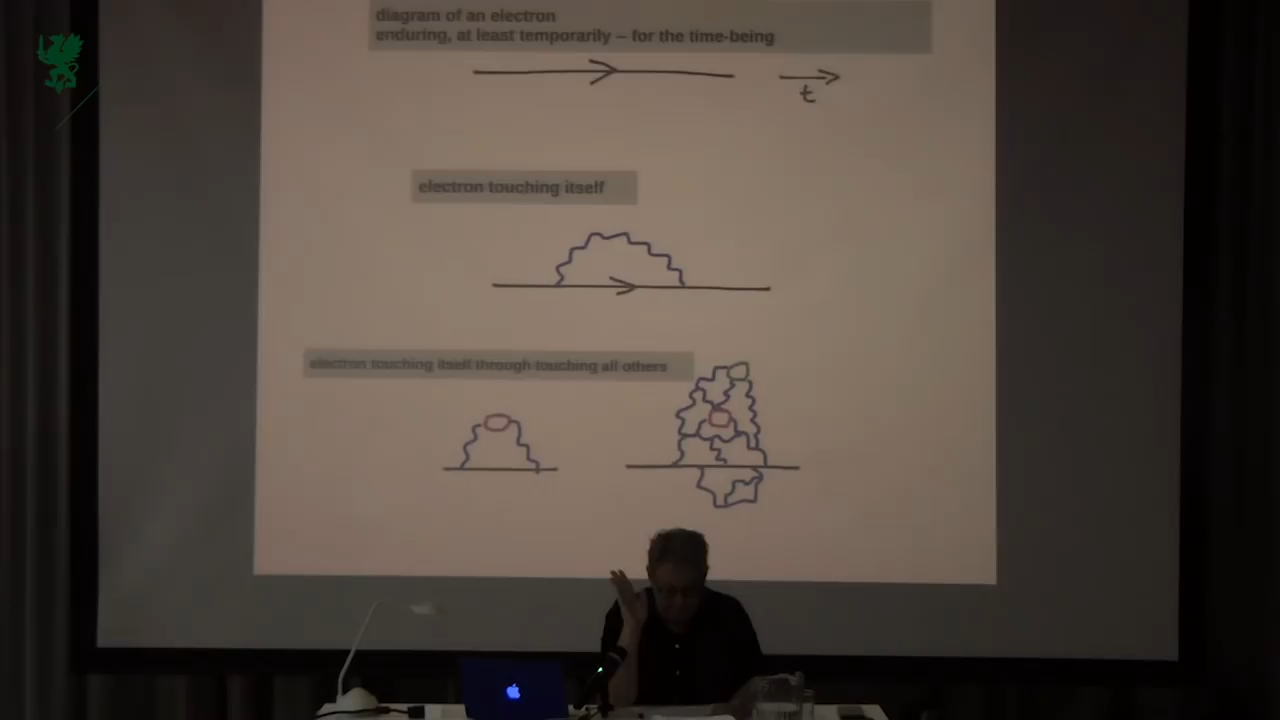 diagram of an electron
enduring, at least temporarily – for the time-being
t
electron touching itself
electron touching itself through touching all others